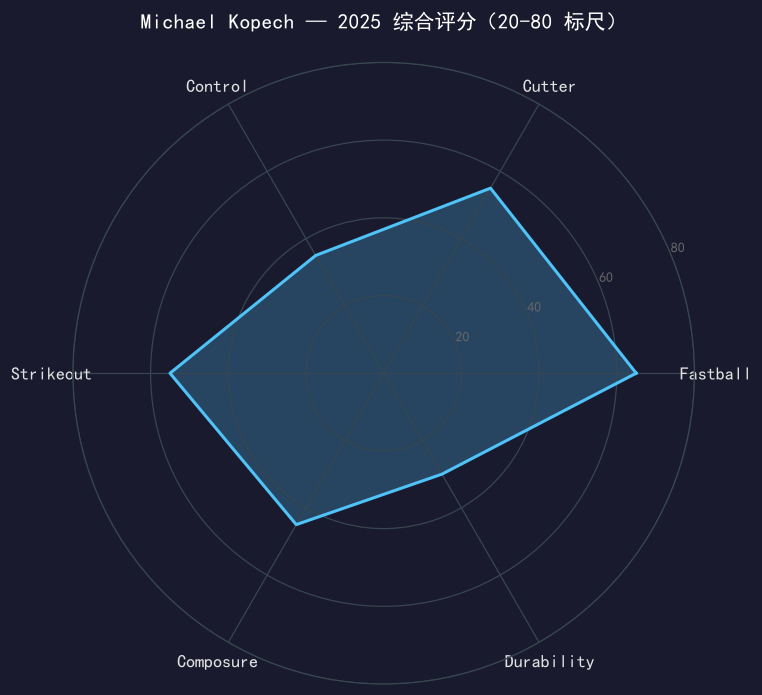 Michael Kopech — 2025 综合评分（20-80 标尺）
Control
Cutter
80
60
40
20
Strikeout
Fastball
Composure
Durability